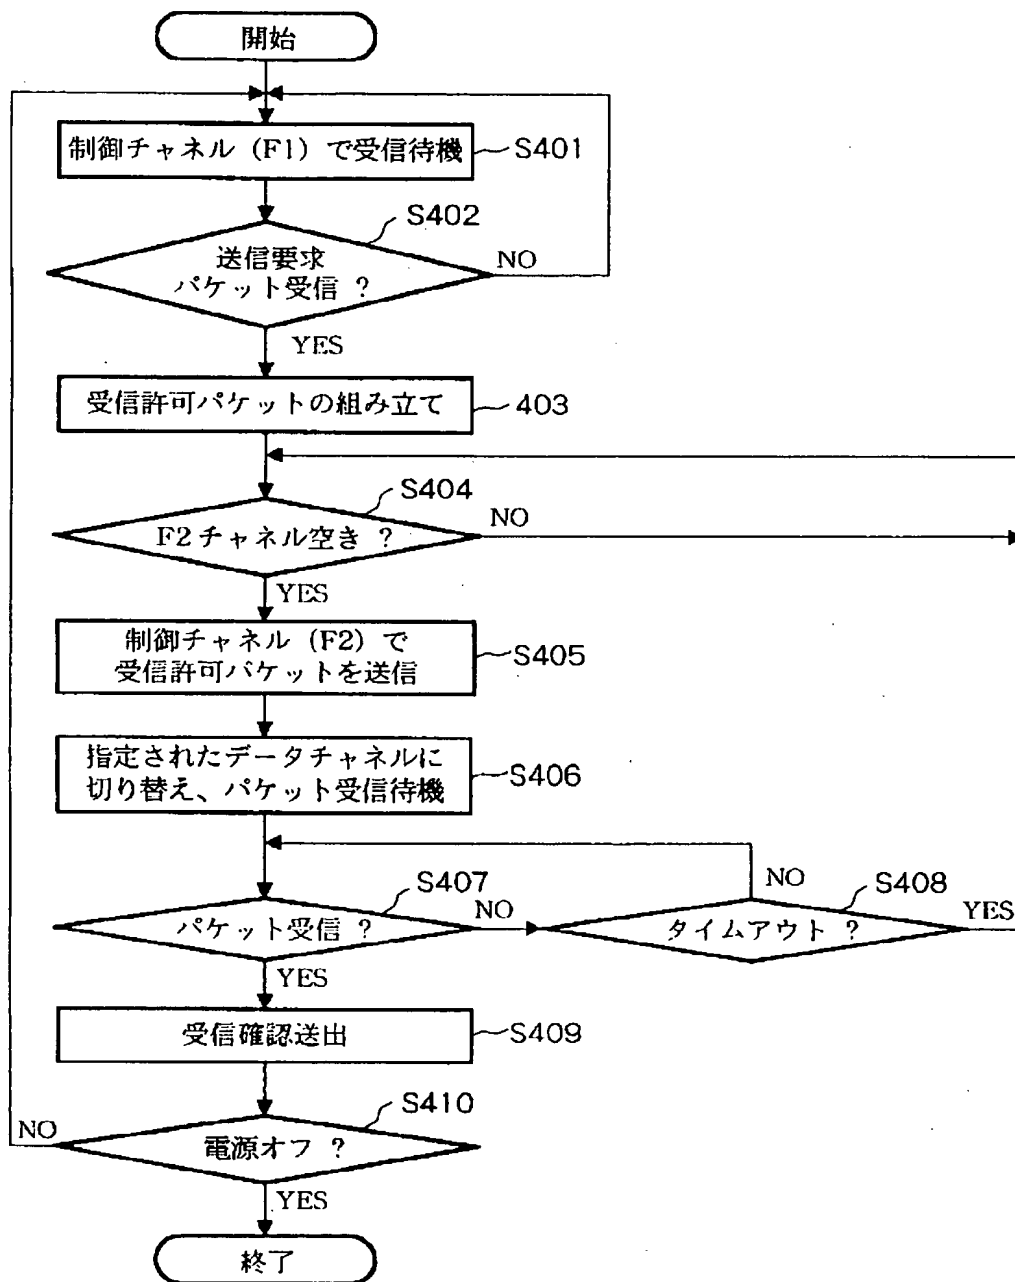 開始
制御チャネル (F1) で受信待機
S401
S402
送信要求
パケット受信 ?
NO
YES
受信許可パケットの組み立て
403
S404
F2チャネル空き ?
NO
YES
制御チャネル (F2) で
受信許可パケットを送信
S405
指定されたデータチャネルに
切り替え、パケット受信待機
S406
S407
パケット受信 ?
NO
YES
NO
S408
タイムアウト ?
YES
受信確認送出
S409
S410
電源オフ ?
NO
YES
終了